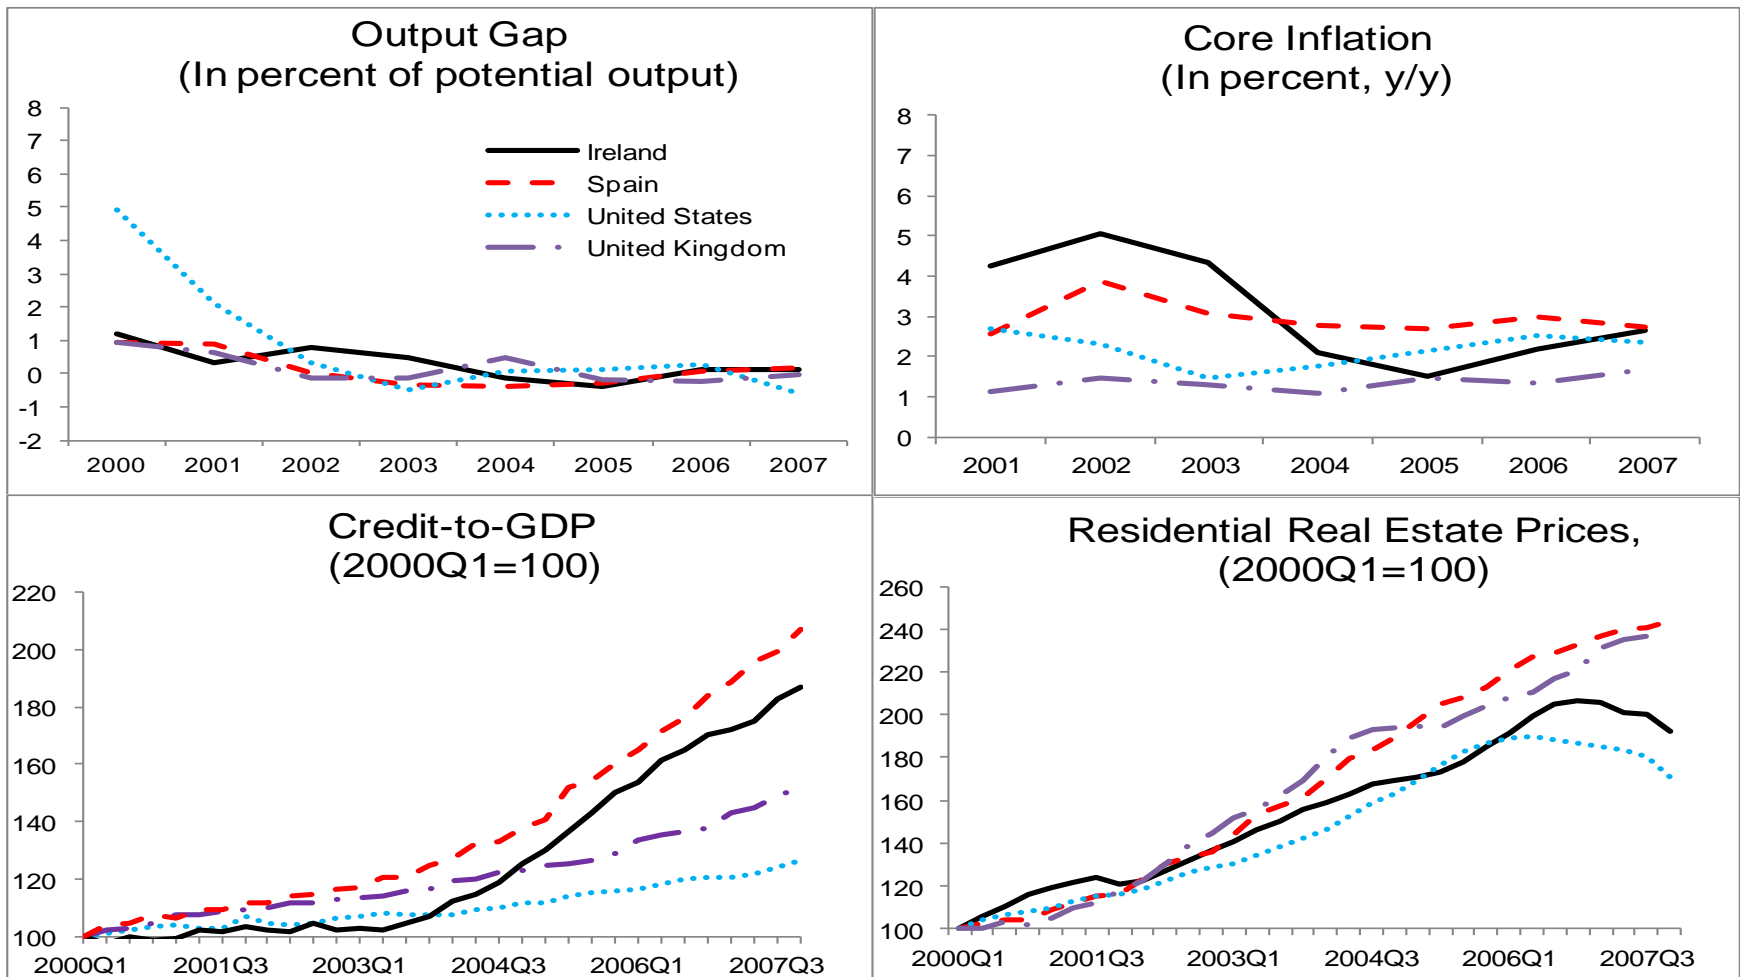 Output Gap
(In percent of potential output)
8
7
6
5
4
3
2
1
0
-1
-2
Ireland
Spain
United States
United Kingdom
2000 2001 2002 2003 2004 2005 2006 2007
Core Inflation
(In percent, y/y)
8
7
6
5
4
3
2
1
0
2001 2002 2003 2004 2005 2006 2007
Credit-to-GDP
(2000Q1=100)
220
200
180
160
140
120
100
2000Q1 2001Q3 2003Q1 2004Q3 2006Q1 2007Q3
Residential Real Estate Prices,
(2000Q1=100)
260
240
220
200
180
160
140
120
100
2000Q1 2001Q3 2003Q1 2004Q3 2006Q1 2007Q3